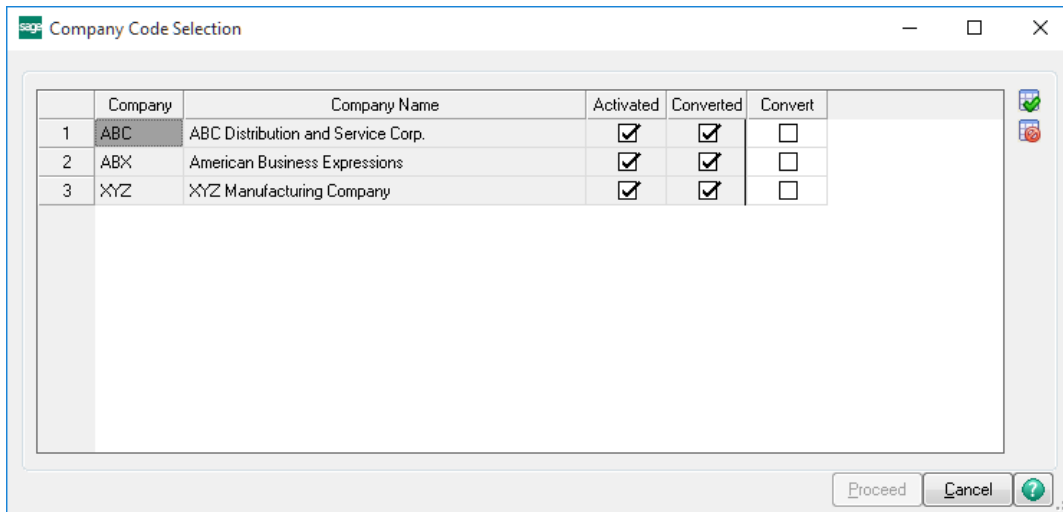 sage Company Code Selection
Company Company Name Activated Converted Convert
1 ABC ABC Distribution and Service Corp.
2 ABX American Business Expressions
3 XYZ XYZ Manufacturing Company
Proceed Cancel ?